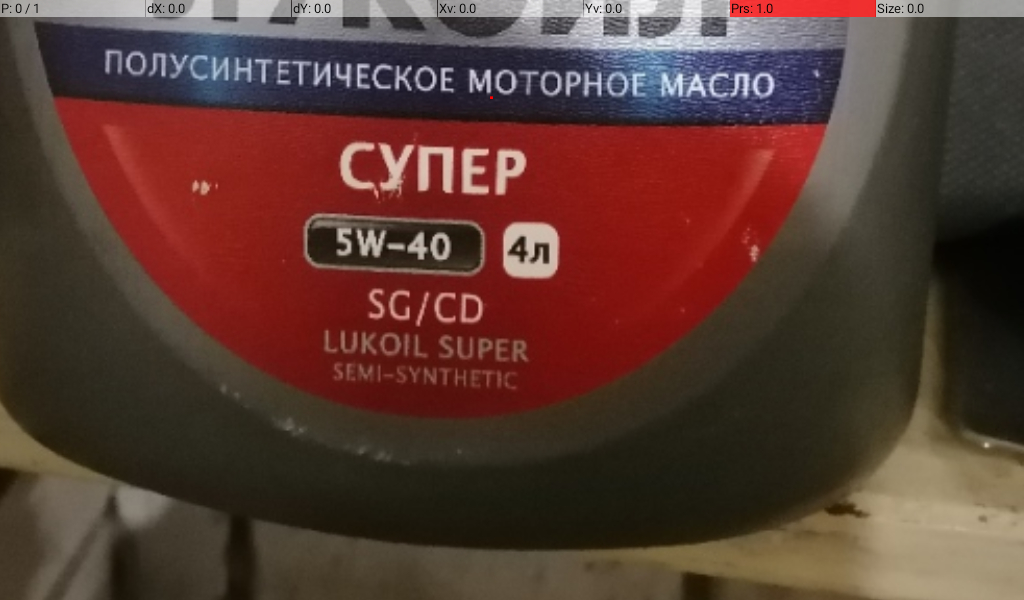 P: 0 / 1 dX: 0.0 dY: 0.0 Xv: 0.0 Yv: 0.0 Prs: 1.0 Size: 0.0
ПОЛУСИНТЕТИЧЕСКОЕ МОТОРНОЕ МАСЛО
СУПЕР
5W-40 4л
SG/CD
LUKOIL SUPER
SEMI-SYNTHETIC